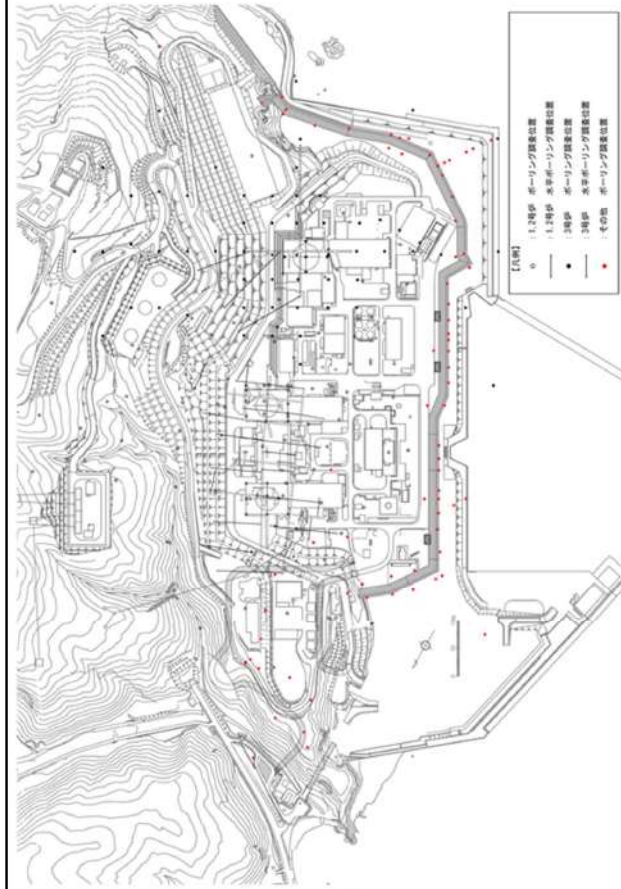 【凡例】
：1,2号炉　ボーリング調査位置
：1,2号炉　水平ボーリング調査位置
：3号炉　ボーリング調査位置
：3号炉　水平ボーリング調査位置
：その他　ボーリング調査位置